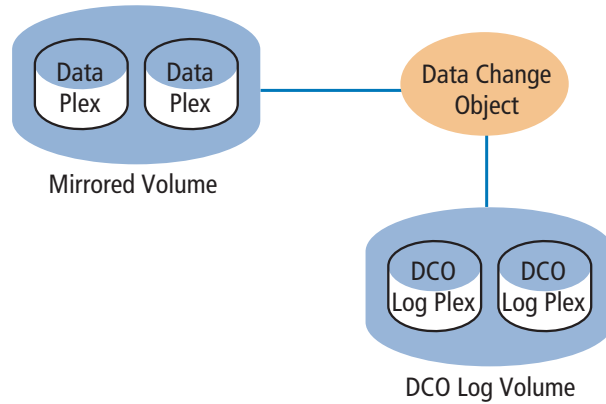 Data
Plex
Data
Plex
Mirrored Volume
Data Change
Object
DCO
Log Plex
DCO
Log Plex
DCO Log Volume